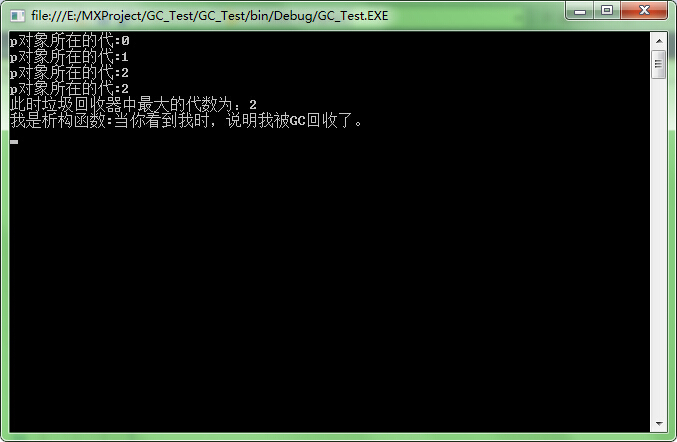 file:///E:/MXProject/GC_Test/GC_Test/bin/Debug/GC_Test.EXE
p对象所在的代:0
p对象所在的代:1
p对象所在的代:2
p对象所在的代:2
此时垃圾回收器中最大的代数为：2
我是析构函数:当你看到我时，说明我被GC回收了。